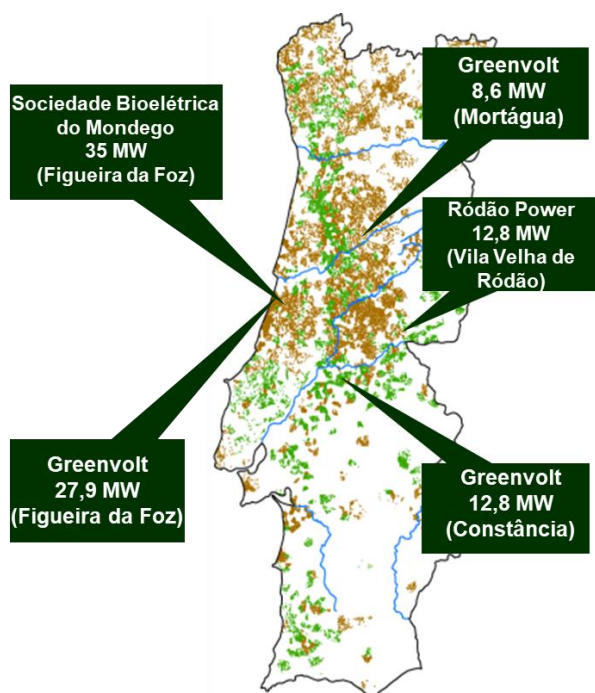 Sociedade Bioelétrica
do Mondego
35 MW
(Figueira da Foz)
Greenvolt
8,6 MW
(Mortágua)
Ródão Power
12,8 MW
(Vila Velha de
Ródão)
Greenvolt
27,9 MW
(Figueira da Foz)
Greenvolt
12,8 MW
(Constância)